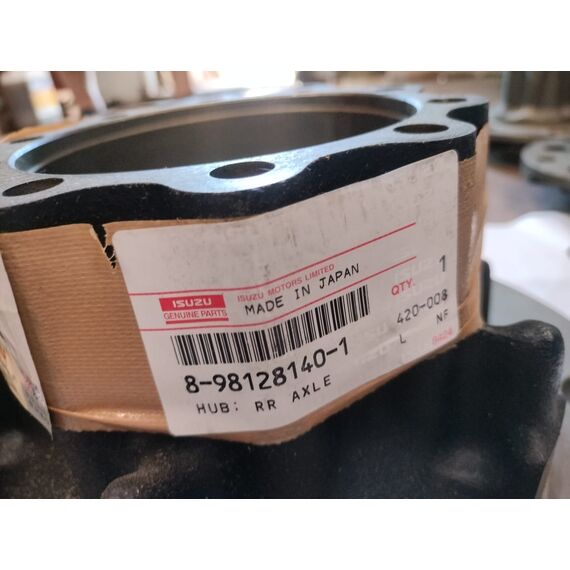 ISUZU
GENUINE PARTS
ISUZU MOTORS LIMITED
MADE IN JAPAN
QTY. 1
8-98128140-1
420-008
HUB: RR AXLE
L NF